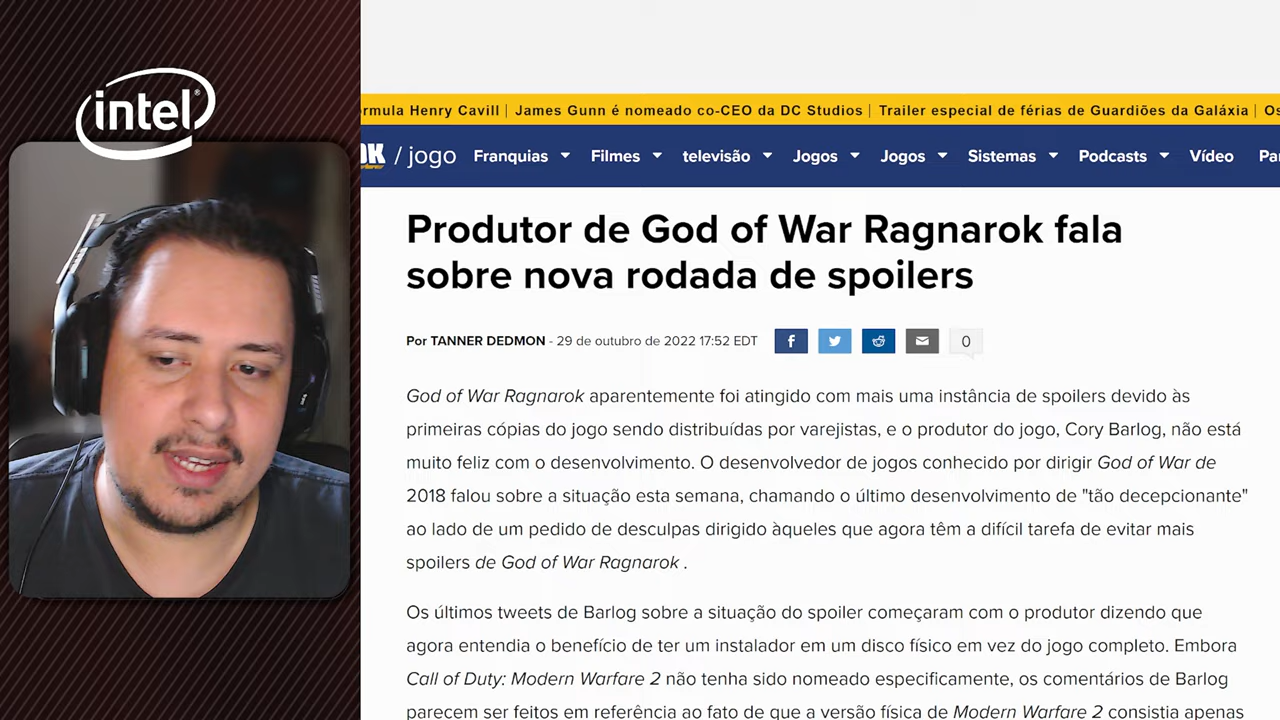 intel
rmula Henry Cavill | James Gunn é nomeado co-CEO da DC Studios | Trailer especial de férias de Guardiões da Galáxia | Os
OK / jogo Franquias Filmes televisão Jogos Jogos Sistemas Podcasts Vídeo Par
Produtor de God of War Ragnarok fala
sobre nova rodada de spoilers
Por TANNER DEDMON - 29 de outubro de 2022 17:52 EDT 0
God of War Ragnarok aparentemente foi atingido com mais uma instância de spoilers devido às
primeiras cópias do jogo sendo distribuídas por varejistas, e o produtor do jogo, Cory Barlog, não está
muito feliz com o desenvolvimento. O desenvolvedor de jogos conhecido por dirigir God of War de
2018 falou sobre a situação esta semana, chamando o último desenvolvimento de "tão decepcionante"
ao lado de um pedido de desculpas dirigido àqueles que agora têm a difícil tarefa de evitar mais
spoilers de God of War Ragnarok .
Os últimos tweets de Barlog sobre a situação do spoiler começaram com o produtor dizendo que
agora entendia o benefício de ter um instalador em um disco físico em vez do jogo completo. Embora
Call of Duty: Modern Warfare 2 não tenha sido nomeado especificamente, os comentários de Barlog
parecem ser feitos em referência ao fato de que a versão física de Modern Warfare 2 consistia apenas